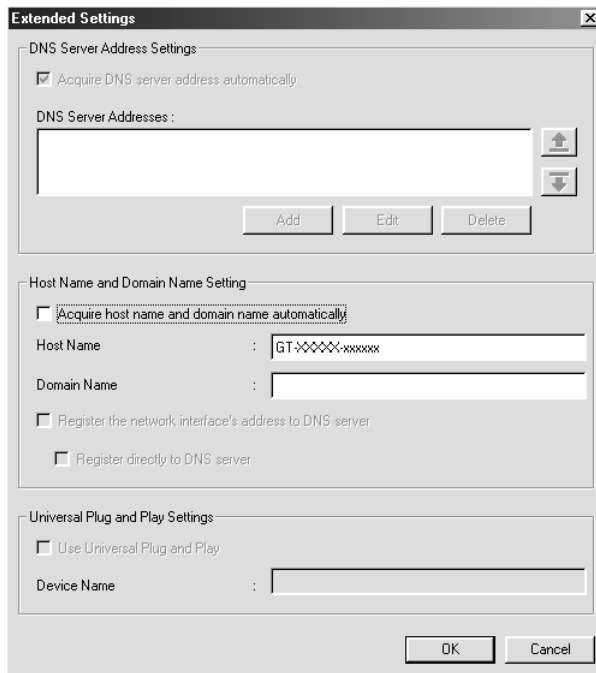 Extended Settings
DNS Server Address Settings
Acquire DNS server address automatically
DNS Server Addresses :
Add Edit Delete
Host Name and Domain Name Setting
Acquire host name and domain name automatically
Host Name : GT-XXXXX-xxxxxx
Domain Name :
Register the network interface's address to DNS server
Register directly to DNS server
Universal Plug and Play Settings
Use Universal Plug and Play
Device Name :
OK Cancel